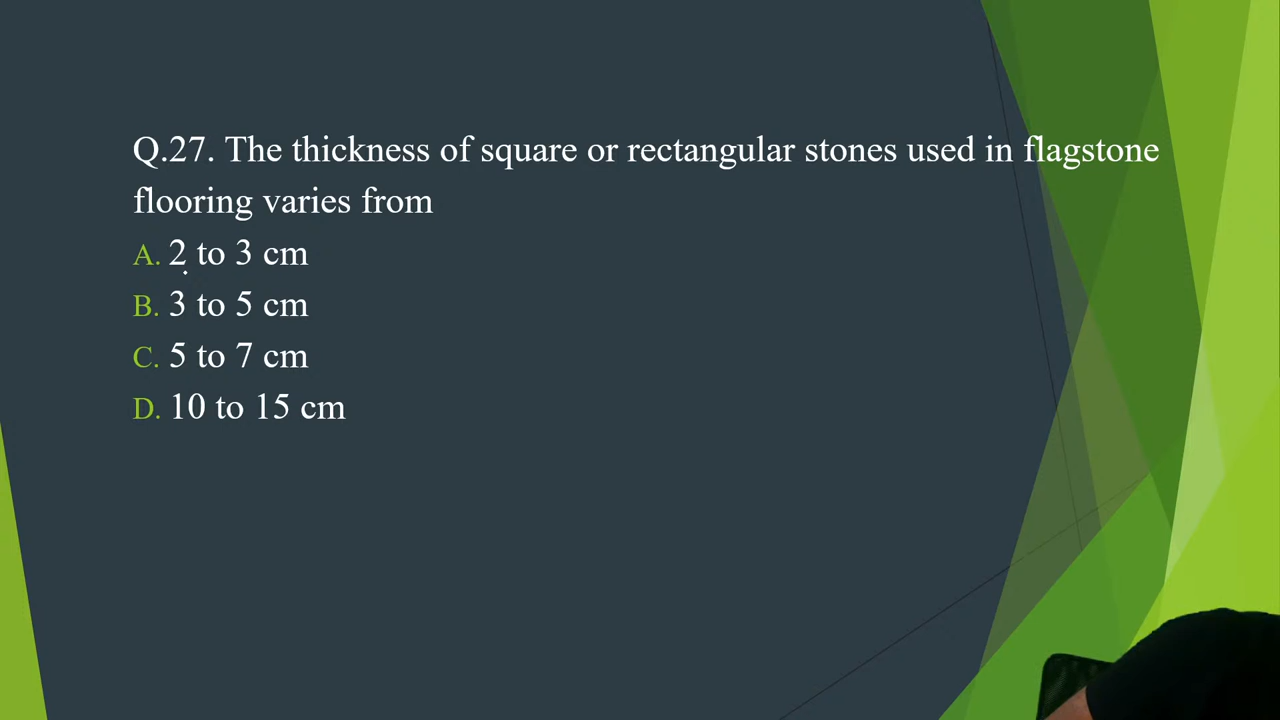 Q.27. The thickness of square or rectangular stones used in flagstone
flooring varies from
A. 2 to 3 cm
B. 3 to 5 cm
C. 5 to 7 cm
D. 10 to 15 cm